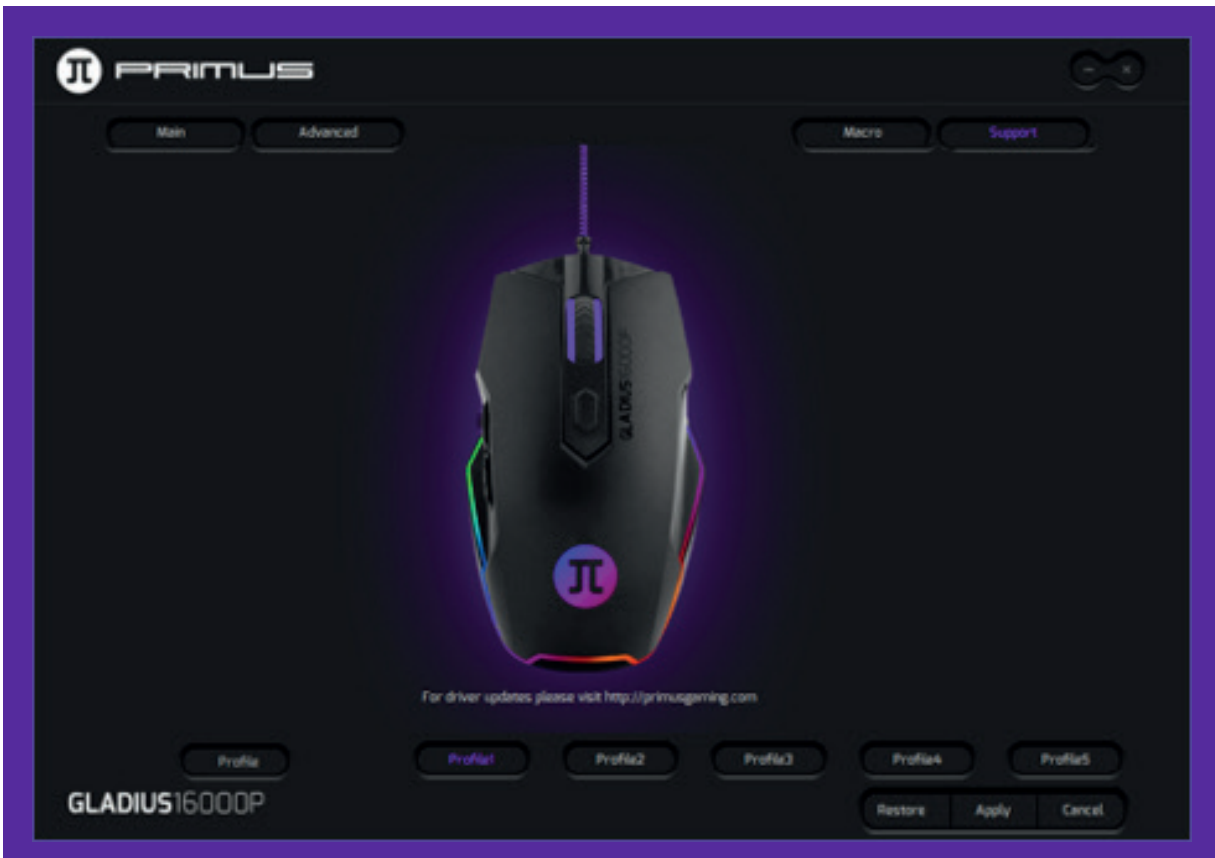 PRIMUS
Main
Advanced
Macro
Support
GLADIUS16000P
For driver updates please visit http://primusgaming.com
Profile
Profile1
Profile2
Profile3
Profile4
Profile5
GLADIUS16000P
Restore
Apply
Cancel